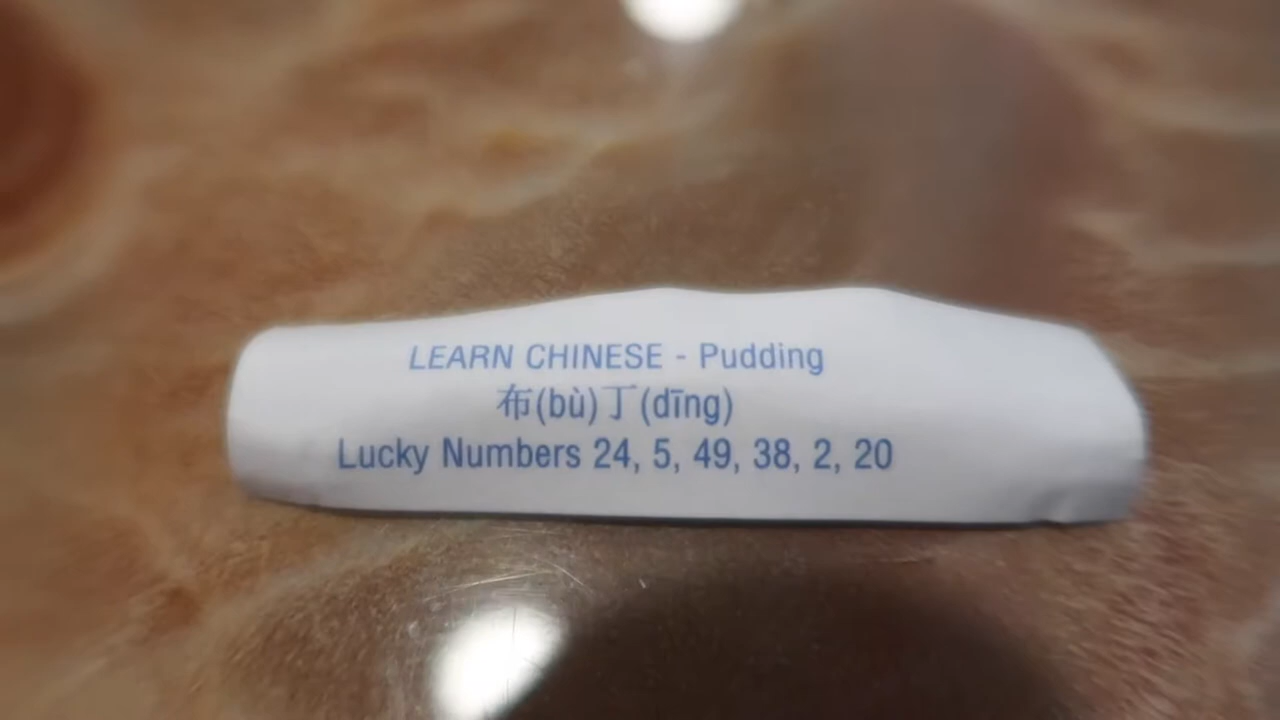 LEARN CHINESE - Pudding
布(bù)丁(dīng)
Lucky Numbers 24, 5, 49, 38, 2, 20